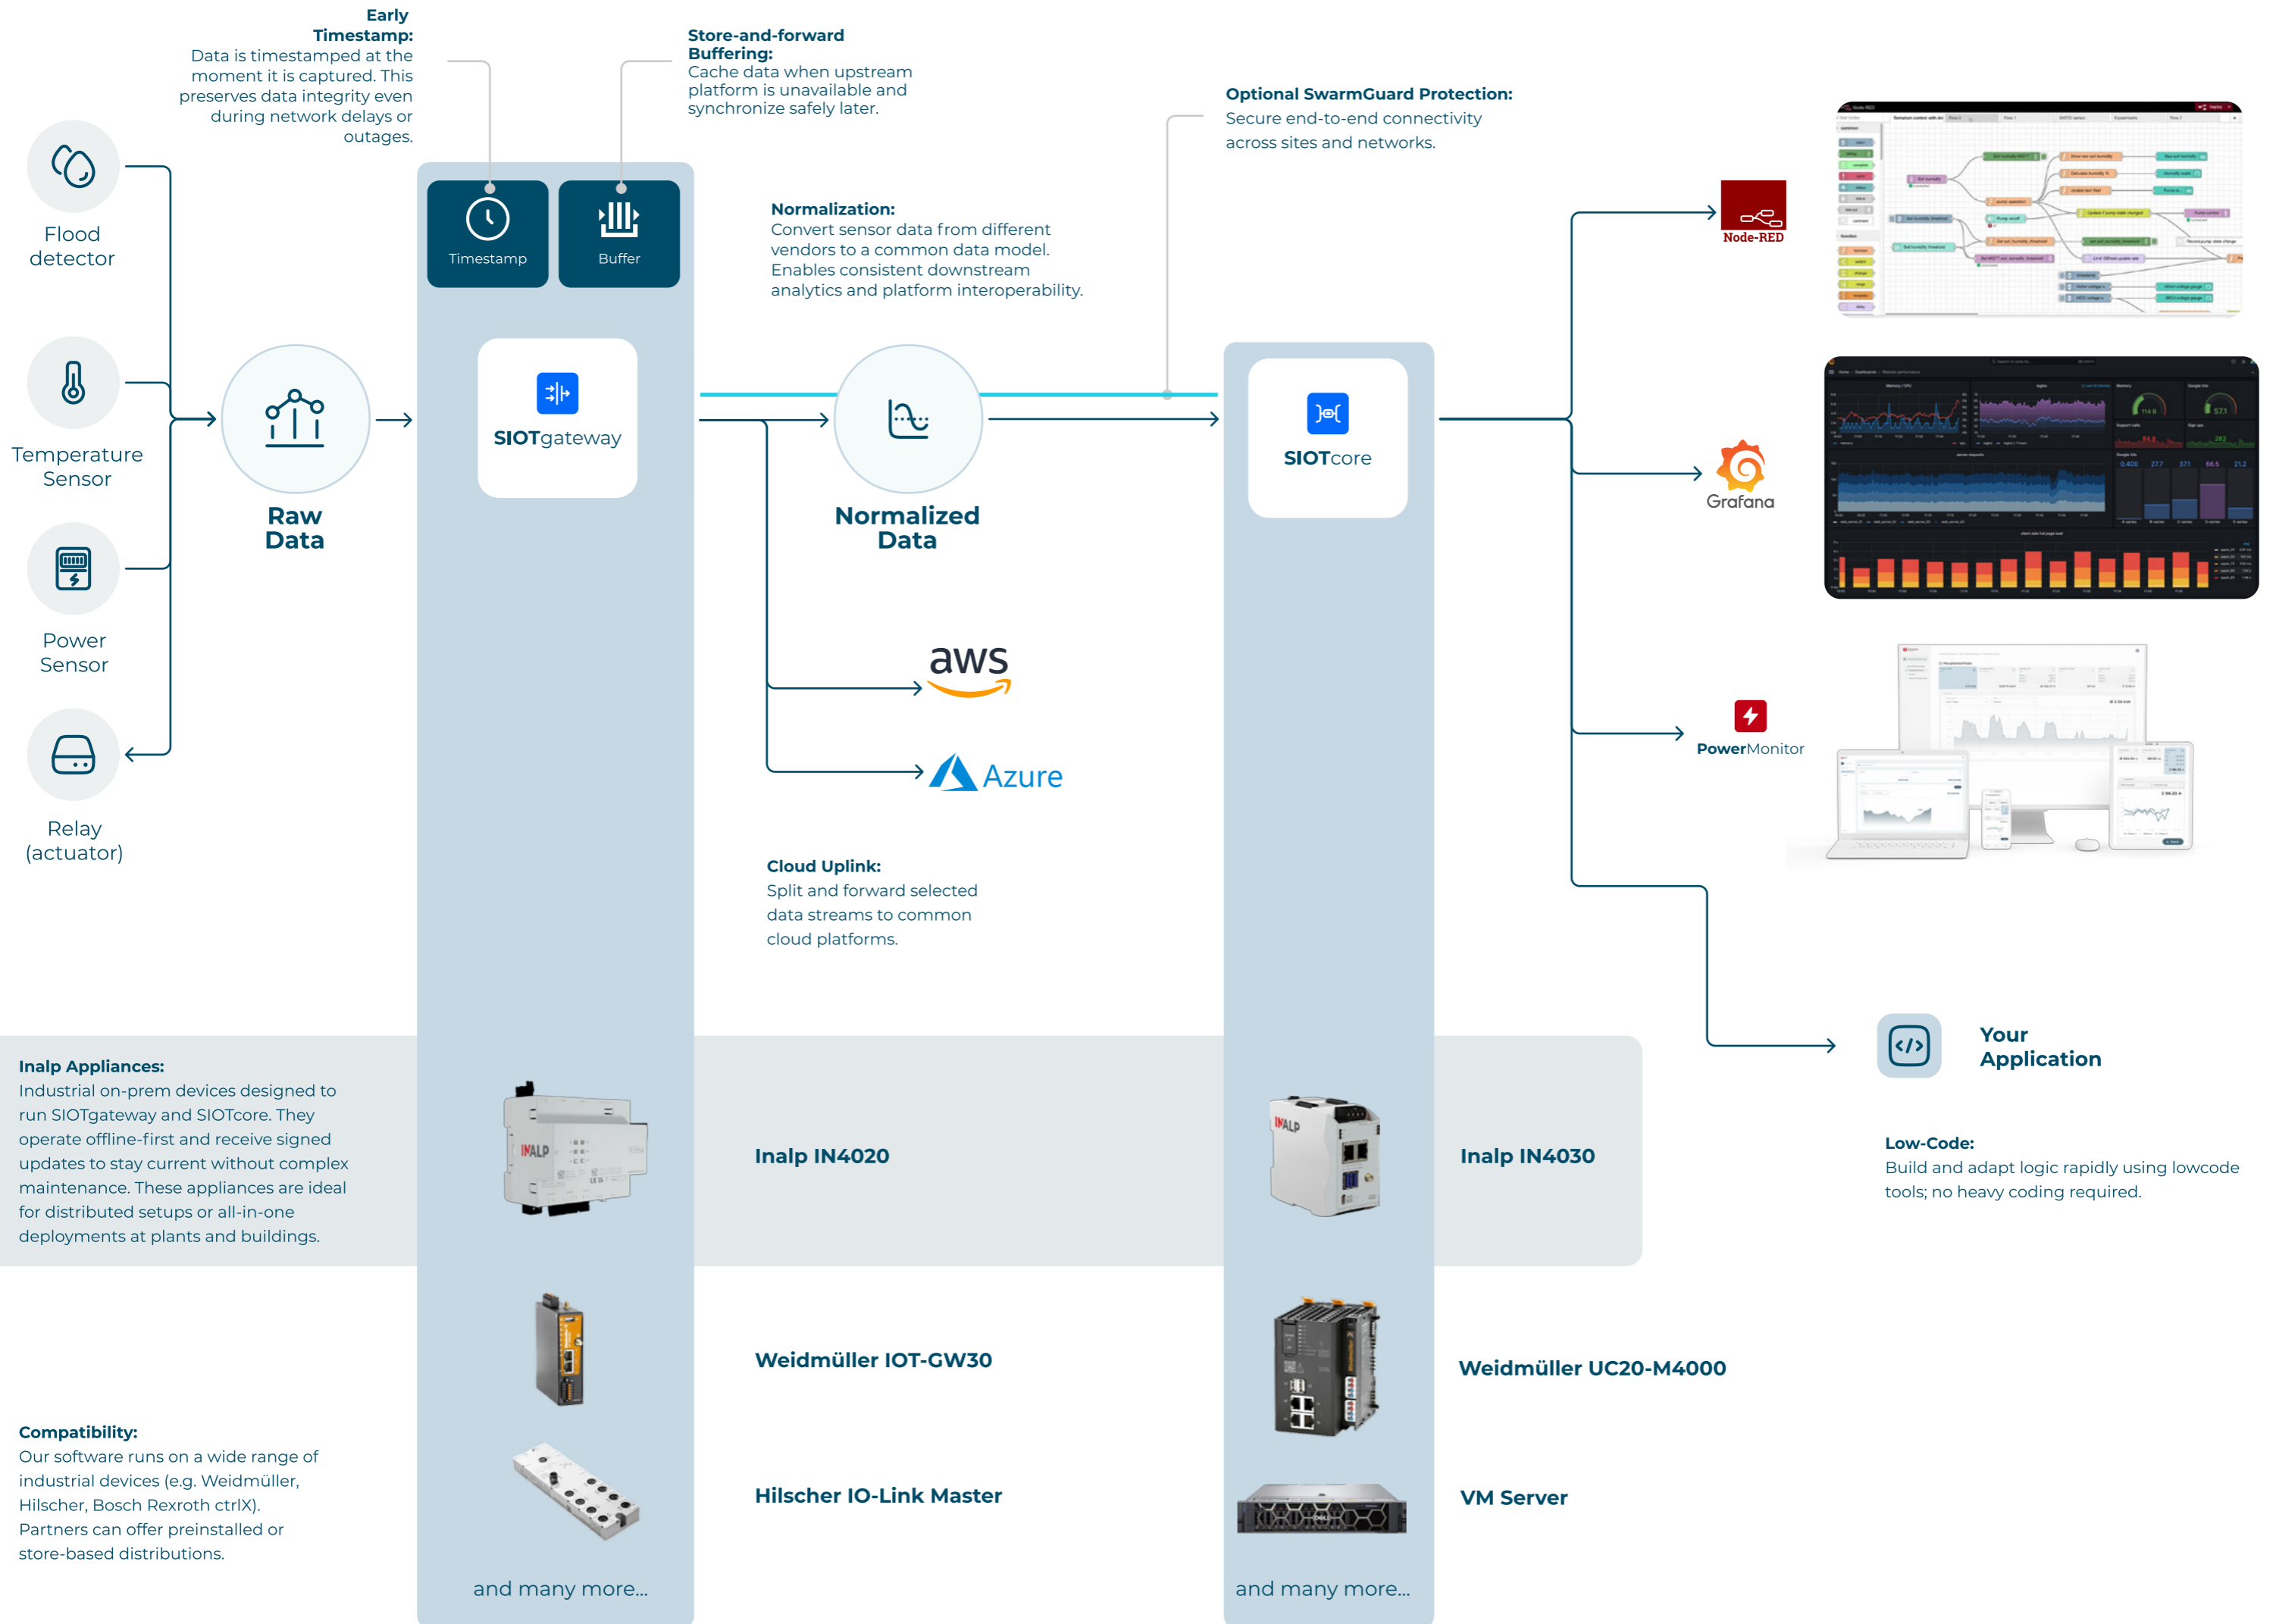 Early
Timestamp:
Data is timestamped at the
moment it is captured. This
preserves data integrity even
during network delays or
outages.
Store-and-forward
Buffering:
Cache data when upstream
platform is unavailable and
synchronize safely later.
Optional SwarmGuard Protection:
Secure end-to-end connectivity
across sites and networks.
Normalization:
Convert sensor data from different
vendors to a common data model.
Enables consistent downstream
analytics and platform interoperability.
Flood
detector
Temperature
Sensor
Power
Sensor
Relay
(actuator)
Raw
Data
Timestamp
Buffer
SIOTgateway
Normalized
Data
SIOTcore
aws
Azure
Cloud Uplink:
Split and forward selected
data streams to common
cloud platforms.
Node-RED
Grafana
PowerMonitor
Your
Application
Low-Code:
Build and adapt logic rapidly using lowcode
tools; no heavy coding required.
Inalp Appliances:
Industrial on-prem devices designed to
run SIOTgateway and SIOTcore. They
operate offline-first and receive signed
updates to stay current without complex
maintenance. These appliances are ideal
for distributed setups or all-in-one
deployments at plants and buildings.
INALP
Inalp IN4020
INALP
Inalp IN4030
Weidmüller IOT-GW30
Weidmüller UC20-M4000
Compatibility:
Our software runs on a wide range of
industrial devices (e.g. Weidmüller,
Hilscher, Bosch Rexroth ctrlX).
Partners can offer preinstalled or
store-based distributions.
Hilscher IO-Link Master
VM Server
and many more...
and many more...